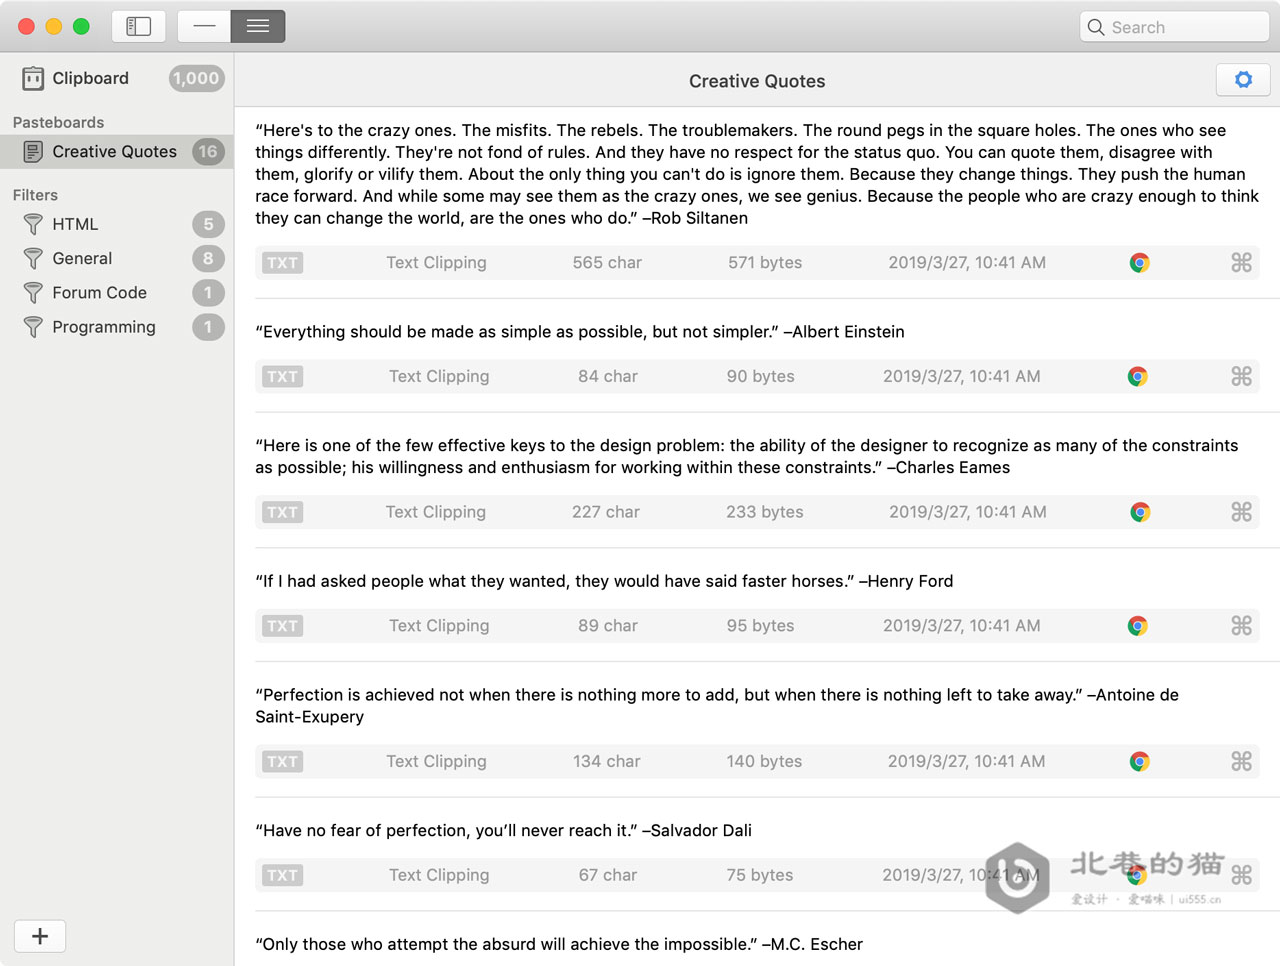 Search
Clipboard 1,000
Creative Quotes
Pasteboards
Creative Quotes 16
Filters
HTML 5
General 8
Forum Code 1
Programming 1
“Here's to the crazy ones. The misfits. The rebels. The troublemakers. The round pegs in the square holes. The ones who see
things differently. They're not fond of rules. And they have no respect for the status quo. You can quote them, disagree with
them, glorify or vilify them. About the only thing you can't do is ignore them. Because they change things. They push the human
race forward. And while some may see them as the crazy ones, we see genius. Because the people who are crazy enough to think
they can change the world, are the ones who do.” –Rob Siltanen
TXT Text Clipping 565 char 571 bytes 2019/3/27, 10:41 AM ⌘
“Everything should be made as simple as possible, but not simpler.” –Albert Einstein
TXT Text Clipping 84 char 90 bytes 2019/3/27, 10:41 AM ⌘
“Here is one of the few effective keys to the design problem: the ability of the designer to recognize as many of the constraints
as possible; his willingness and enthusiasm for working within these constraints.” –Charles Eames
TXT Text Clipping 227 char 233 bytes 2019/3/27, 10:41 AM ⌘
“If I had asked people what they wanted, they would have said faster horses.” –Henry Ford
TXT Text Clipping 89 char 95 bytes 2019/3/27, 10:41 AM ⌘
“Perfection is achieved not when there is nothing more to add, but when there is nothing left to take away.” –Antoine de
Saint-Exupery
TXT Text Clipping 134 char 140 bytes 2019/3/27, 10:41 AM ⌘
“Have no fear of perfection, you’ll never reach it.” –Salvador Dali
TXT Text Clipping 67 char 75 bytes 2019/3/27, 10:41 AM ⌘
北巷的猫
爱设计 · 爱喵咪 | ui555.cn
“Only those who attempt the absurd will achieve the impossible.” –M.C. Escher